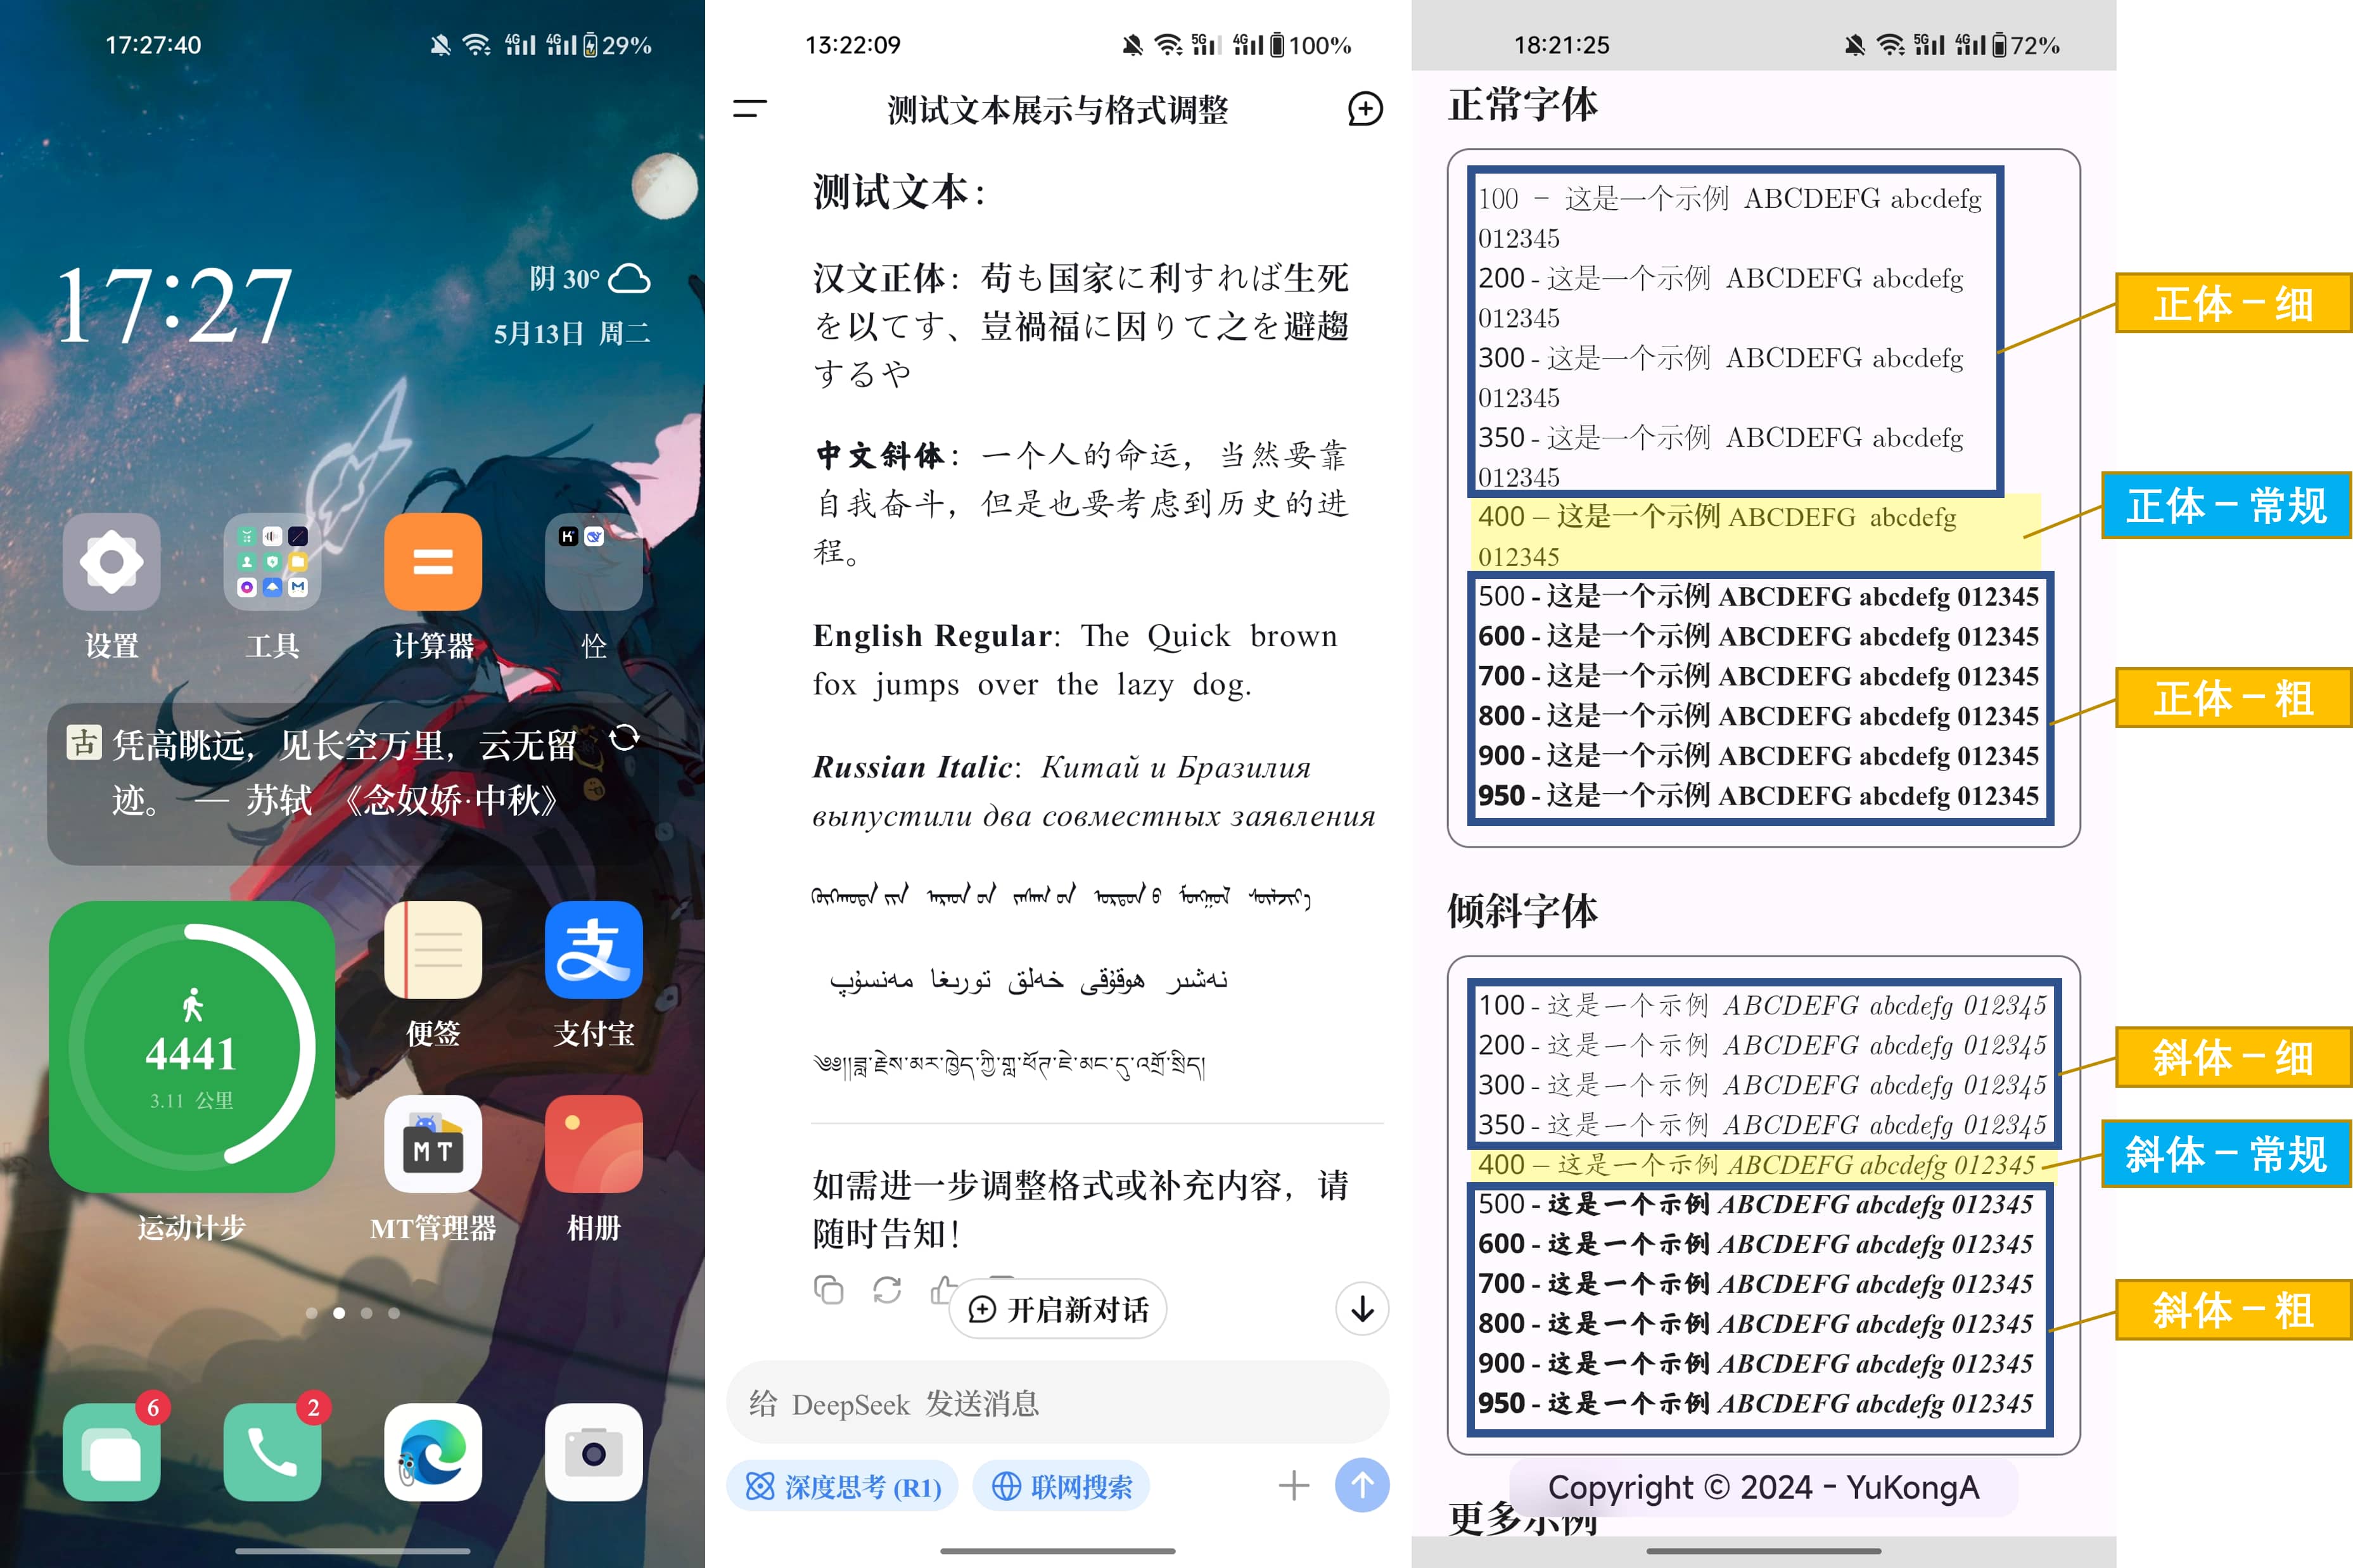 17:27:40
4G 4G 29%
17:27
阴 30°
5月13日 周二
设置
工具
计算器
恮
古 凭高眺远，见长空万里，云无留
迹。 — 苏轼 《念奴娇·中秋》
4441
3.11 公里
运动计步
便签
支付宝
MT
MT管理器
相册
6
2
13:22:09
5G 4G 100%
测试文本展示与格式调整
测试文本：
汉文正体：苟も国家に利すれば生死
を以てす、豈禍福に因りて之を避趨
するや
中文斜体：一个人的命运，当然要靠
自我奋斗，但是也要考虑到历史的进
程。
English Regular: The Quick brown
fox jumps over the lazy dog.
Russian Italic: Китай и Бразилия
выпустили два совместных заявления
نەشىر هوقۇقى خەلق تورىغا مەنسۇپ
如需进一步调整格式或补充内容，请
随时告知！
开启新对话
给 DeepSeek 发送消息
深度思考 (R1)
联网搜索
18:21:25
5G 4G 72%
正常字体
100 – 这是一个示例 ABCDEFG abcdefg
012345
200 - 这是一个示例 ABCDEFG abcdefg
012345
300 - 这是一个示例 ABCDEFG abcdefg
012345
350 - 这是一个示例 ABCDEFG abcdefg
012345
400 – 这是一个示例 ABCDEFG abcdefg
012345
500 - 这是一个示例 ABCDEFG abcdefg 012345
600 - 这是一个示例 ABCDEFG abcdefg 012345
700 - 这是一个示例 ABCDEFG abcdefg 012345
800 - 这是一个示例 ABCDEFG abcdefg 012345
900 - 这是一个示例 ABCDEFG abcdefg 012345
950 - 这是一个示例 ABCDEFG abcdefg 012345
正体－细
正体－常规
正体－粗
倾斜字体
100 - 这是一个示例 ABCDEFG abcdefg 012345
200 - 这是一个示例 ABCDEFG abcdefg 012345
300 - 这是一个示例 ABCDEFG abcdefg 012345
350 - 这是一个示例 ABCDEFG abcdefg 012345
400 – 这是一个示例 ABCDEFG abcdefg 012345
500 - 这是一个示例 ABCDEFG abcdefg 012345
600 - 这是一个示例 ABCDEFG abcdefg 012345
700 - 这是一个示例 ABCDEFG abcdefg 012345
800 - 这是一个示例 ABCDEFG abcdefg 012345
900 - 这是一个示例 ABCDEFG abcdefg 012345
950 - 这是一个示例 ABCDEFG abcdefg 012345
斜体－细
斜体－常规
斜体－粗
Copyright © 2024 - YuKongA
更多示例